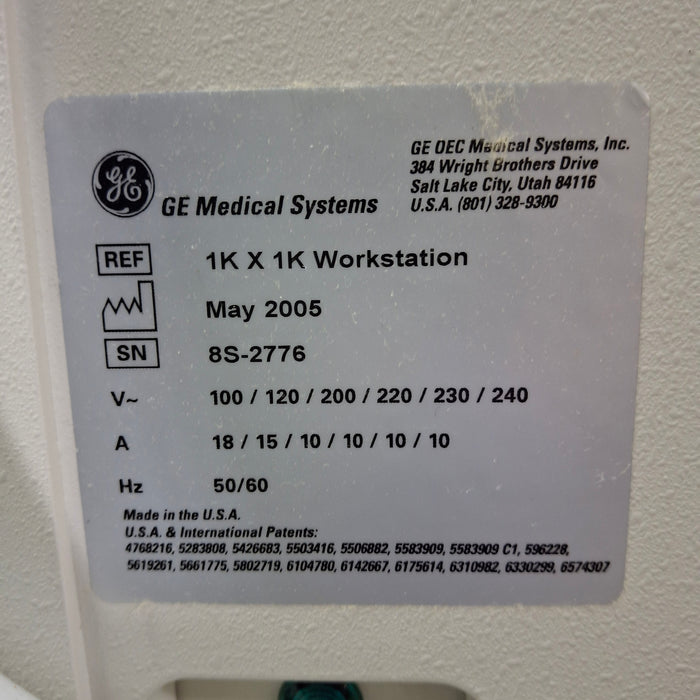 GE OEC Medical Systems, Inc.
384 Wright Brothers Drive
Salt Lake City, Utah 84116
U.S.A. (801) 328-9300
GE
GE Medical Systems
REF 1K X 1K Workstation
May 2005
SN 8S-2776
V~ 100 / 120 / 200 / 220 / 230 / 240
A 18 / 15 / 10 / 10 / 10 / 10
Hz 50/60
Made in the U.S.A.
U.S.A. & International Patents:
4768216, 5283808, 5426683, 5503416, 5506882, 5583909, 5583909 C1, 596228,
5619261, 5661775, 5802719, 6104780, 6142667, 6175614, 6310982, 6330299, 6574307